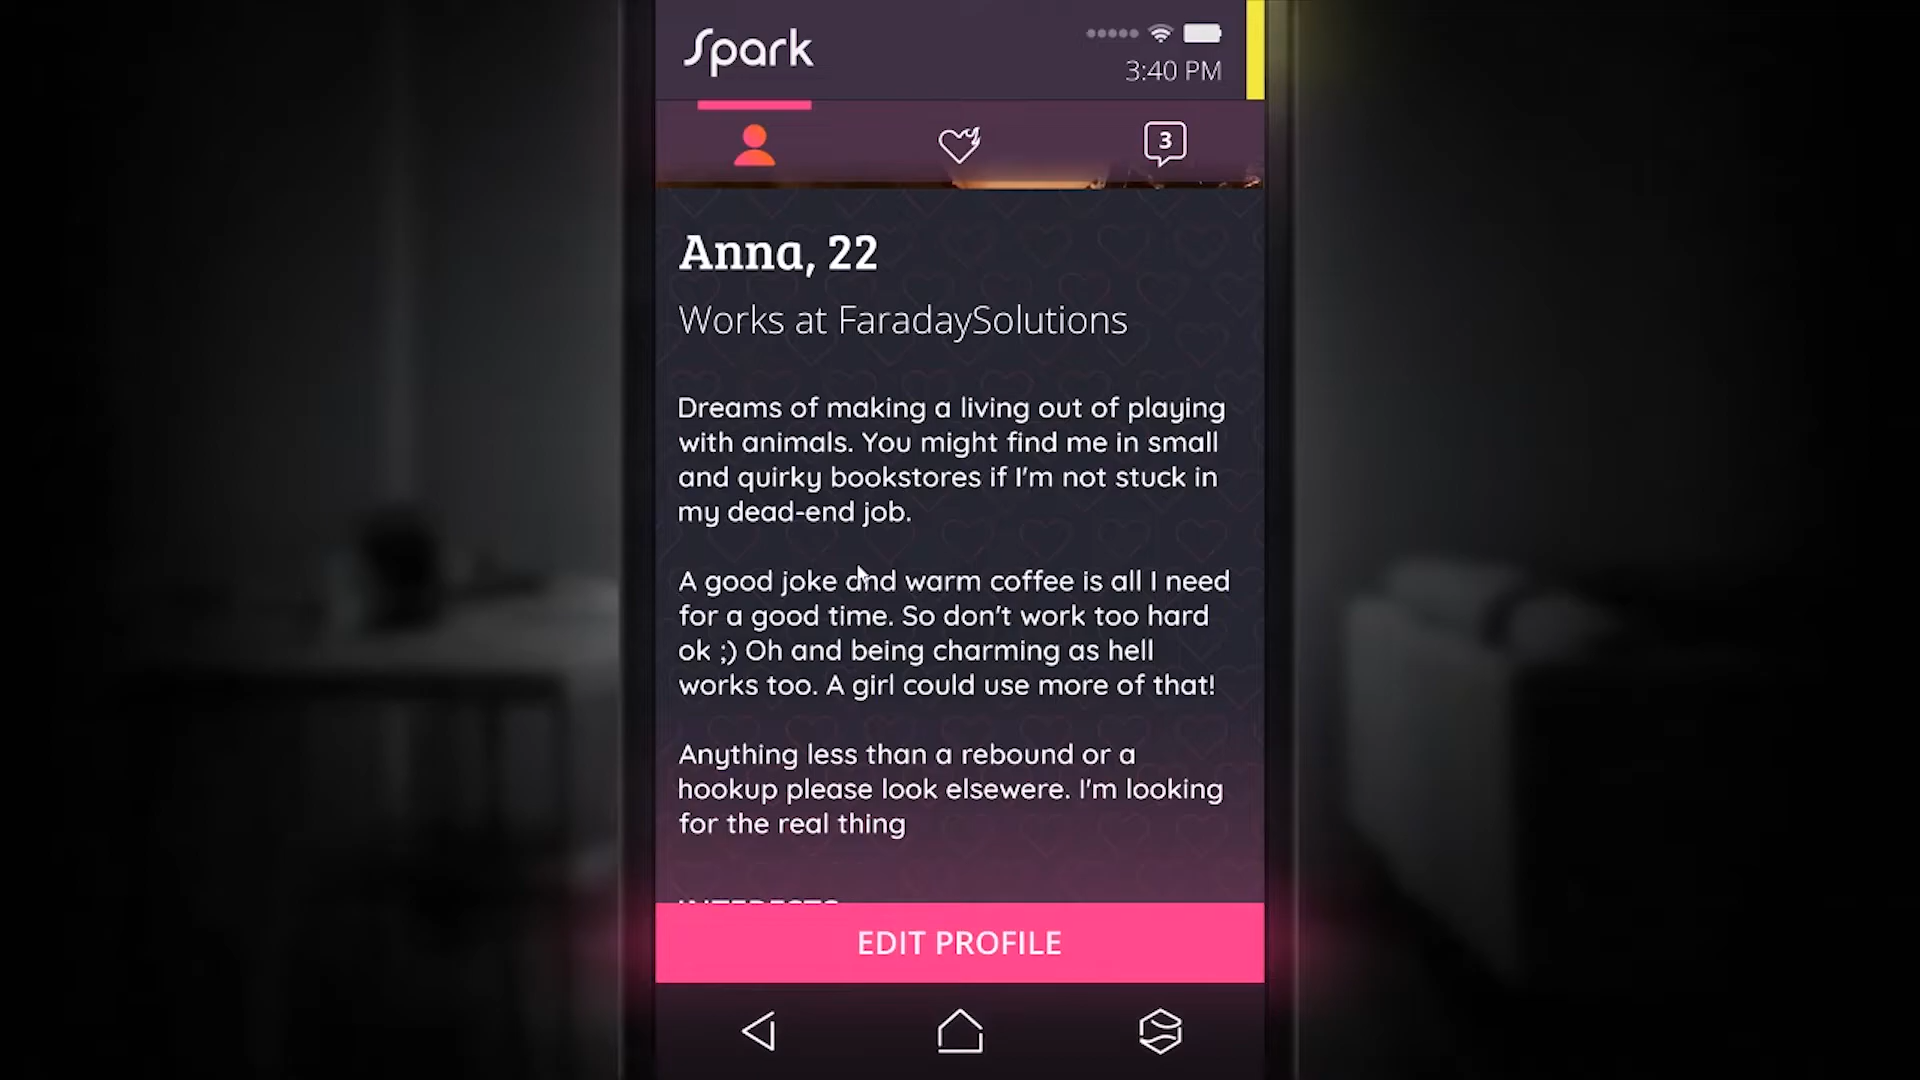 Spark
3:40 PM
3
Anna, 22
Works at FaradaySolutions
Dreams of making a living out of playing
with animals. You might find me in small
and quirky bookstores if I'm not stuck in
my dead-end job.
A good joke and warm coffee is all I need
for a good time. So don't work too hard
ok ;) Oh and being charming as hell
works too. A girl could use more of that!
Anything less than a rebound or a
hookup please look elsewere. I'm looking
for the real thing
EDIT PROFILE